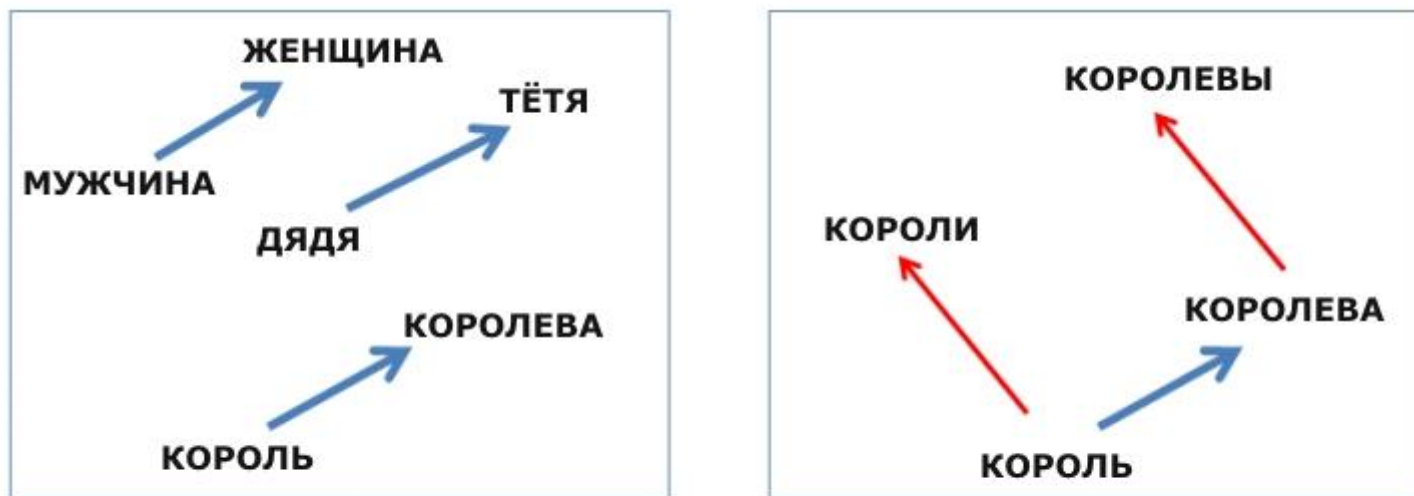 ЖЕНЩИНА
ТЁТЯ
МУЖЧИНА
ДЯДЯ
КОРОЛЕВА
КОРОЛЬ
КОРОЛЕВЫ
КОРОЛИ
КОРОЛЕВА
КОРОЛЬ